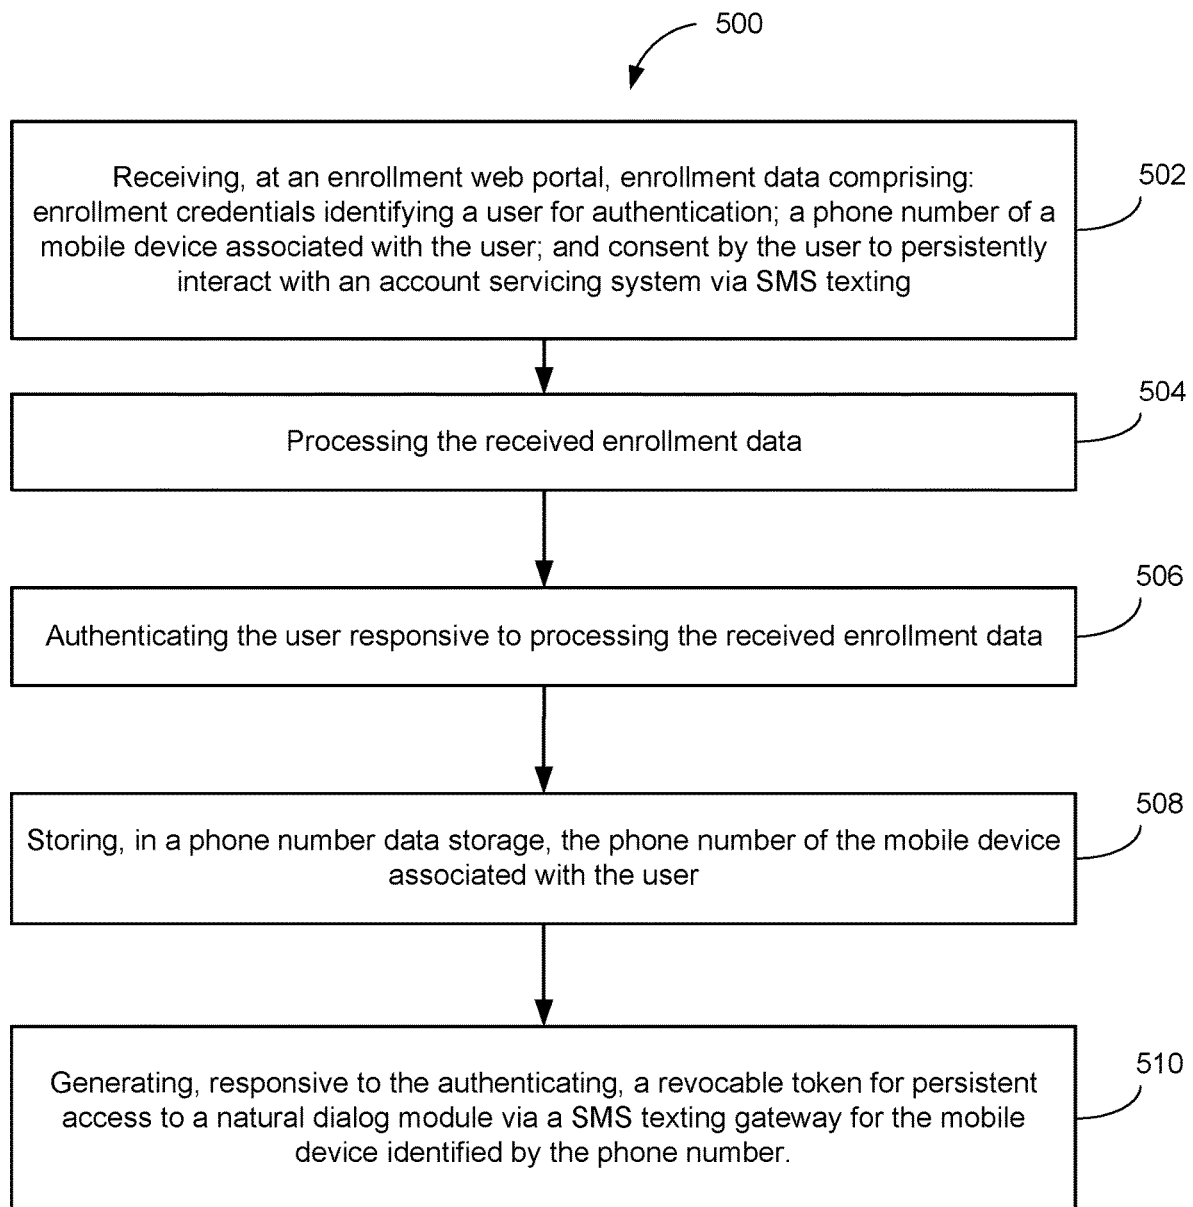 500
Receiving, at an enrollment web portal, enrollment data comprising:
enrollment credentials identifying a user for authentication; a phone number of a
mobile device associated with the user; and consent by the user to persistently
interact with an account servicing system via SMS texting
502
Processing the received enrollment data
504
Authenticating the user responsive to processing the received enrollment data
506
Storing, in a phone number data storage, the phone number of the mobile device
associated with the user
508
Generating, responsive to the authenticating, a revocable token for persistent
access to a natural dialog module via a SMS texting gateway for the mobile
device identified by the phone number.
510